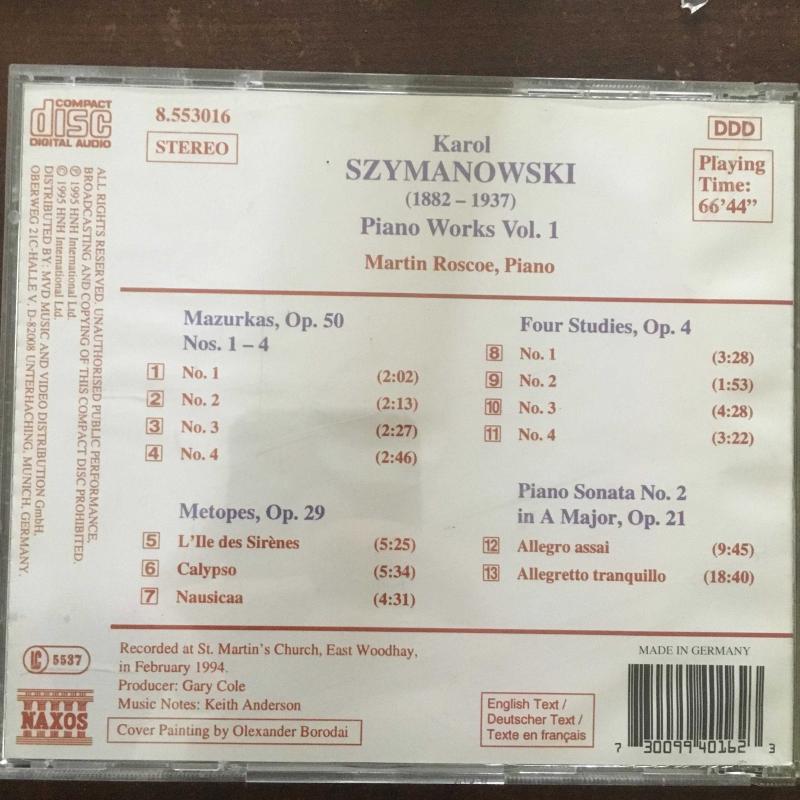 COMPACT
disc
DIGITAL AUDIO
8.553016
STEREO
Karol
SZYMANOWSKI
(1882 – 1937)
Piano Works Vol. 1
Martin Roscoe, Piano
DDD
Playing
Time:
66'44"
ALL RIGHTS RESERVED. UNAUTHORISED PUBLIC PERFORMANCE,
BROADCASTING AND COPYING OF THIS COMPACT DISC PROHIBITED.
℗ 1995 HNH International Ltd.
© 1995 HNH International Ltd.
DISTRIBUTED BY: MVD MUSIC AND VIDEO DISTRIBUTION GmbH,
OBERWEG 21C-HALLE V, D-82008 UNTERHACHING, MUNICH, GERMANY.
Mazurkas, Op. 50
Nos. 1 – 4
1 No. 1 (2:02)
2 No. 2 (2:13)
3 No. 3 (2:27)
4 No. 4 (2:46)
Metopes, Op. 29
5 L'Ile des Sirènes (5:25)
6 Calypso (5:34)
7 Nausicaa (4:31)
Four Studies, Op. 4
8 No. 1 (3:28)
9 No. 2 (1:53)
10 No. 3 (4:28)
11 No. 4 (3:22)
Piano Sonata No. 2
in A Major, Op. 21
12 Allegro assai (9:45)
13 Allegretto tranquillo (18:40)
LC 5537
NAXOS
Recorded at St. Martin's Church, East Woodhay,
in February 1994.
Producer: Gary Cole
Music Notes: Keith Anderson
Cover Painting by Olexander Borodai
English Text /
Deutscher Text /
Texte en français
MADE IN GERMANY
7 30099 40162 3